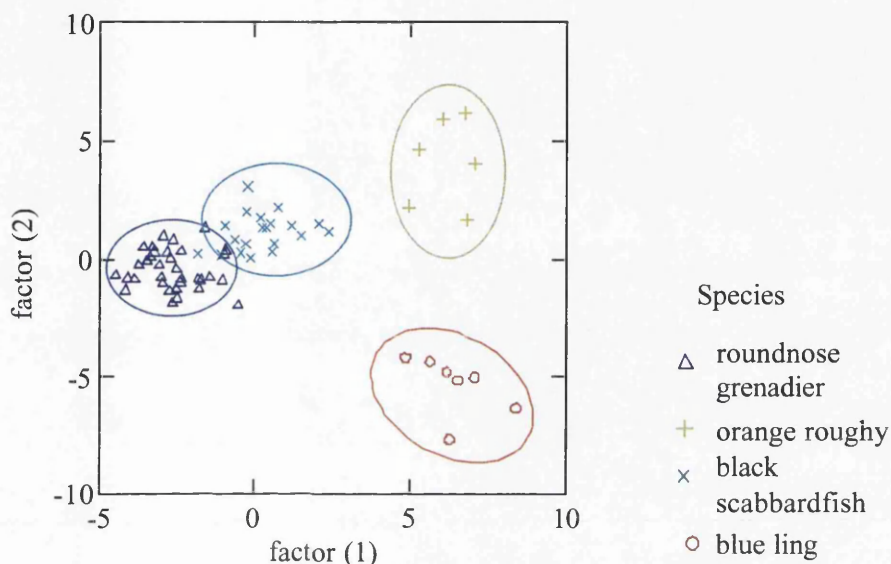 10
5
0
-5
-10
factor (2)
-5
0
5
10
factor (1)
Species
roundnose
grenadier
orange roughy
black
scabbardfish
blue ling